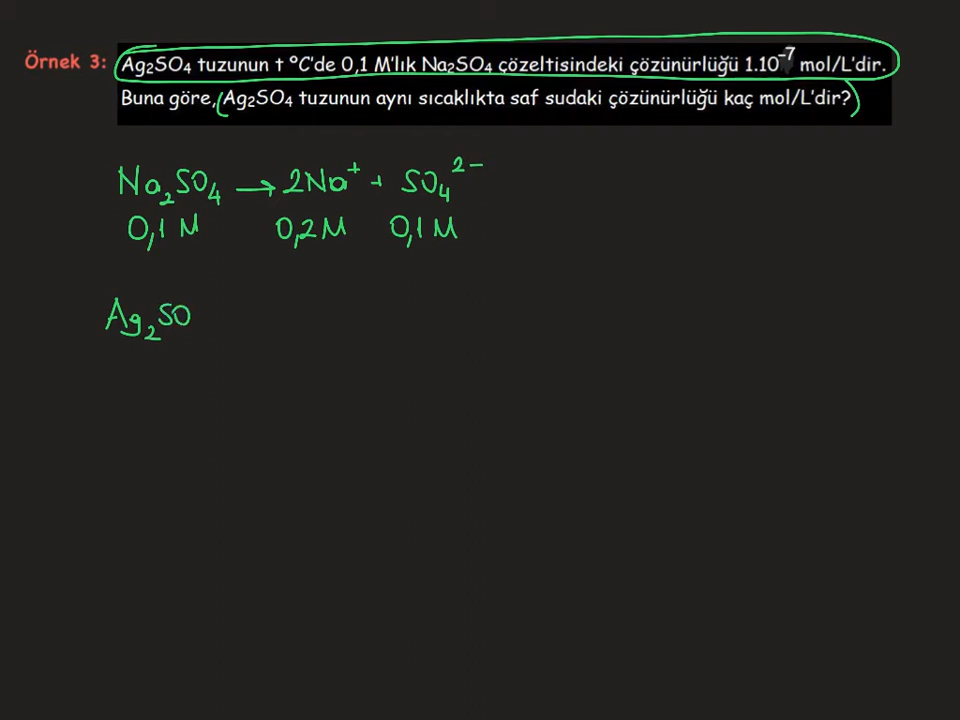 Örnek 3: Ag₂SO₄ tuzunun t °C'de 0,1 M'lık Na₂SO₄ çözeltisindeki çözünürlüğü 1.10⁻⁷ mol/L'dir.
Buna göre, Ag₂SO₄ tuzunun aynı sıcaklıkta saf sudaki çözünürlüğü kaç mol/L'dir?
Na₂SO₄ → 2Na⁺ + SO₄²⁻
0,1 M 0,2 M 0,1 M
Ag₂SO